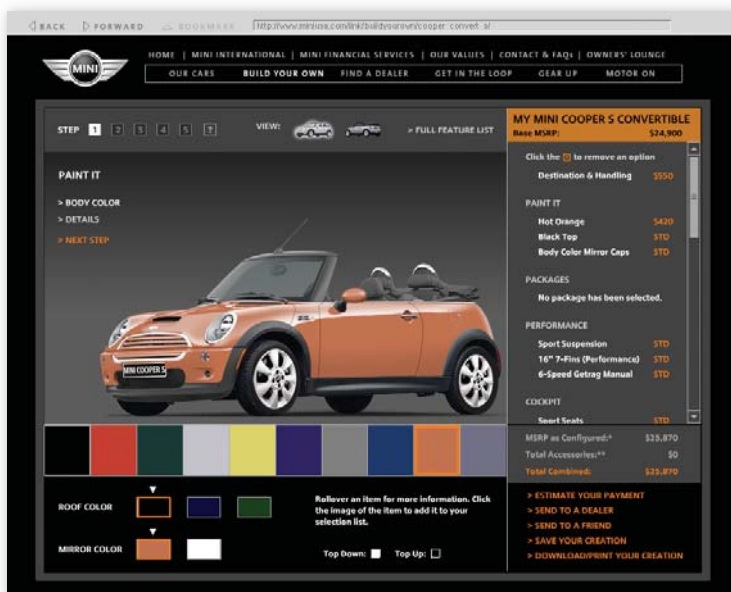 BACK FORWARD BOOKMARK http://www.miniusa.com/link/buildyourown/cooper_convert_s/
HOME | MINI INTERNATIONAL | MINI FINANCIAL SERVICES | OUR VALUES | CONTACT & FAQs | OWNERS' LOUNGE
MINI
OUR CARS BUILD YOUR OWN FIND A DEALER GET IN THE LOOP GEAR UP MOTOR ON
STEP 1 2 3 4 5 ? VIEW: > FULL FEATURE LIST
PAINT IT
> BODY COLOR
> DETAILS
> NEXT STEP
MINI COOPER S
ROOF COLOR
MIRROR COLOR
Rollover an item for more information. Click
the image of the item to add it to your
selection list.
Top Down: Top Up:
MY MINI COOPER S CONVERTIBLE
Base MSRP: $24,900
Click the to remove an option
Destination & Handling $550
PAINT IT
Hot Orange $420
Black Top STD
Body Color Mirror Caps STD
PACKAGES
No package has been selected.
PERFORMANCE
Sport Suspension STD
16" 7-Fins (Performance) STD
6-Speed Getrag Manual STD
COCKPIT
Sport Seats STD
MSRP as Configured:* $25,870
Total Accessories:** $0
Total Combined: $25,870
> ESTIMATE YOUR PAYMENT
> SEND TO A DEALER
> SEND TO A FRIEND
> SAVE YOUR CREATION
> DOWNLOAD/PRINT YOUR CREATION